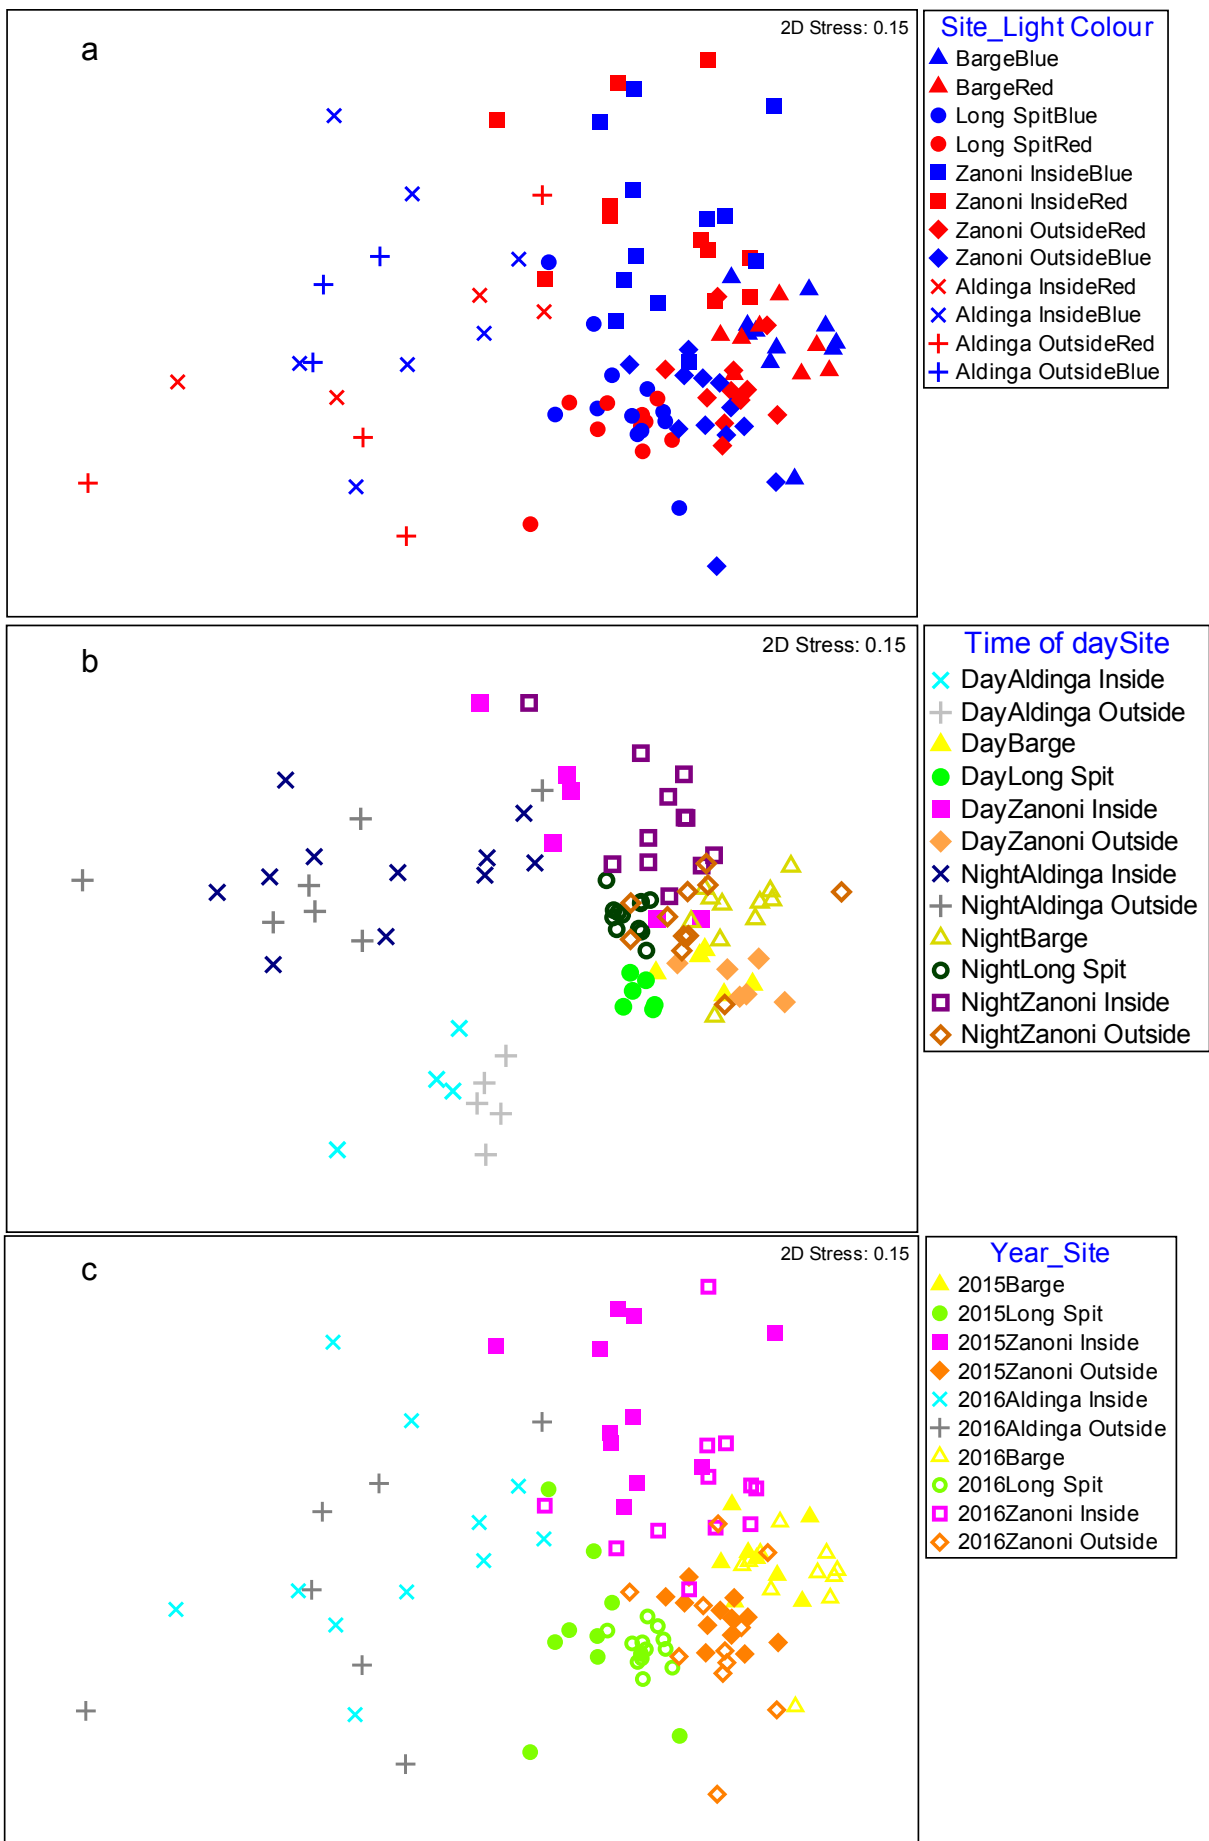 a
2D Stress: 0.15
Site_Light Colour
BargeBlue
BargeRed
Long SpitBlue
Long SpitRed
Zanoni InsideBlue
Zanoni InsideRed
Zanoni OutsideRed
Zanoni OutsideBlue
Aldinga InsideRed
Aldinga InsideBlue
Aldinga OutsideRed
Aldinga OutsideBlue
b
2D Stress: 0.15
Time of daySite
DayAldinga Inside
DayAldinga Outside
DayBarge
DayLong Spit
DayZanoni Inside
DayZanoni Outside
NightAldinga Inside
NightAldinga Outside
NightBarge
NightLong Spit
NightZanoni Inside
NightZanoni Outside
c
2D Stress: 0.15
Year_Site
2015Barge
2015Long Spit
2015Zanoni Inside
2015Zanoni Outside
2016Aldinga Inside
2016Aldinga Outside
2016Barge
2016Long Spit
2016Zanoni Inside
2016Zanoni Outside